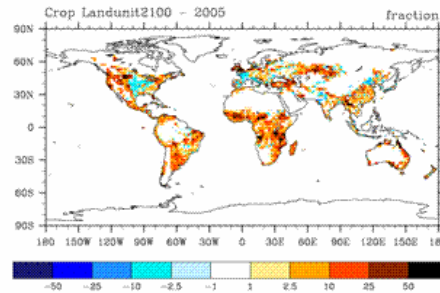 Crop Landunit2100 - 2005 fraction
90N
60N
30N
0
30S
60S
90S
180 150W 120W 90W 60W 30W 0 30E 60E 90E 120E 150E 180
-50 -25 -10 -2.5 -1 1 2.5 10 25 50